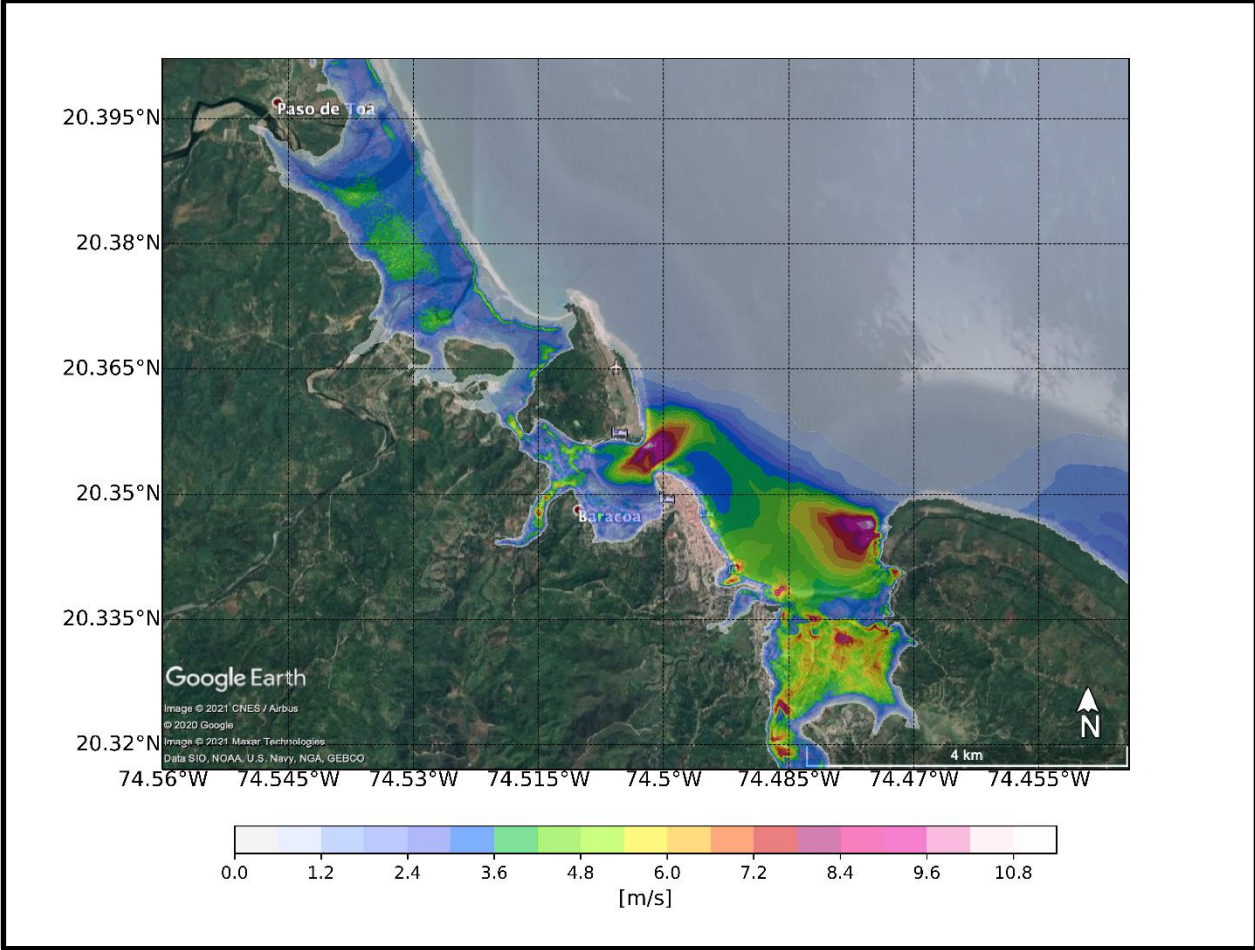 20.395°N
Paso de Toa
20.38°N
20.365°N
20.35°N
Baracoa
20.335°N
Google Earth
Image © 2021 CNES / Airbus
© 2020 Google
Image © 2021 Maxar Technologies
Data SIO, NOAA, U.S. Navy, NGA, GEBCO
N
4 km
20.32°N
74.56°W 74.545°W 74.53°W 74.515°W 74.5°W 74.485°W 74.47°W 74.455°W
0.0 1.2 2.4 3.6 4.8 6.0 7.2 8.4 9.6 10.8
[m/s]